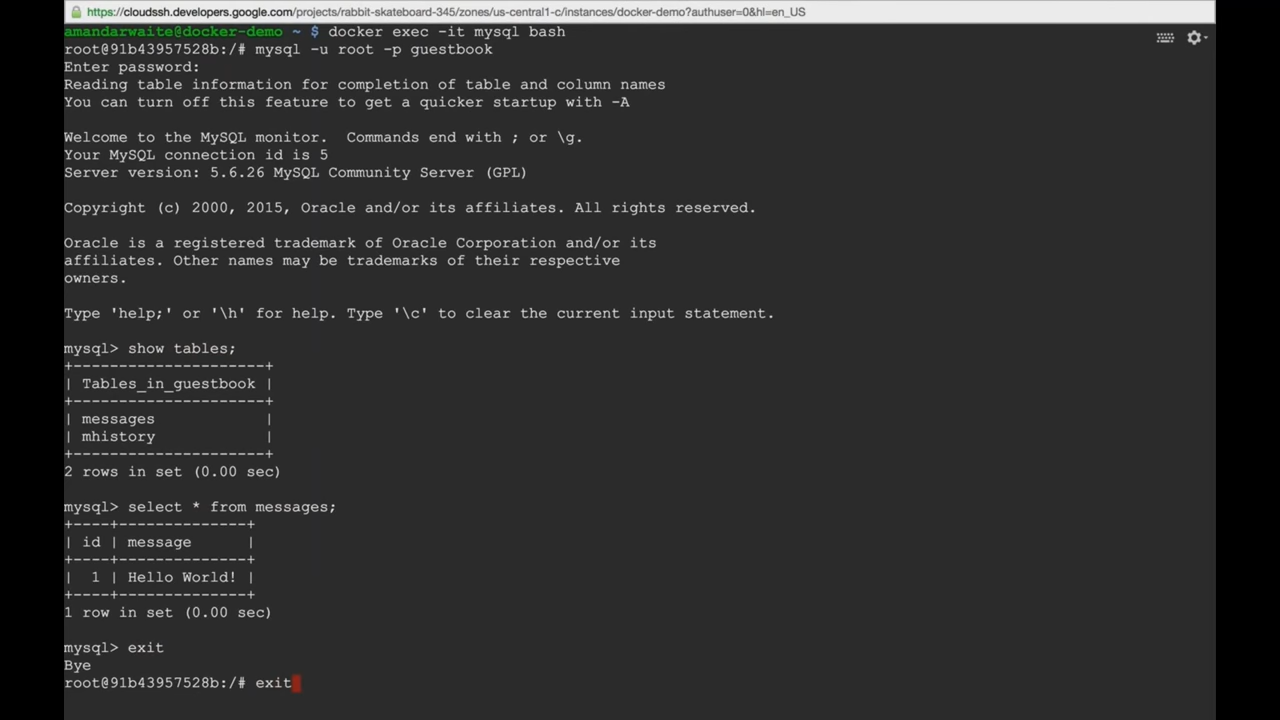 https://cloudssh.developers.google.com/projects/rabbit-skateboard-345/zones/us-central1-c/instances/docker-demo?authuser=0&hl=en_US
amandarwaite@docker-demo ~ $ docker exec -it mysql bash
root@91b43957528b:/# mysql -u root -p guestbook
Enter password:
Reading table information for completion of table and column names
You can turn off this feature to get a quicker startup with -A
Welcome to the MySQL monitor.  Commands end with ; or \g.
Your MySQL connection id is 5
Server version: 5.6.26 MySQL Community Server (GPL)
Copyright (c) 2000, 2015, Oracle and/or its affiliates. All rights reserved.
Oracle is a registered trademark of Oracle Corporation and/or its
affiliates. Other names may be trademarks of their respective
owners.
Type 'help;' or '\h' for help. Type '\c' to clear the current input statement.
mysql> show tables;
+---------------------+
| Tables_in_guestbook |
+---------------------+
| messages            |
| mhistory            |
+---------------------+
2 rows in set (0.00 sec)
mysql> select * from messages;
+----+--------------+
| id | message      |
+----+--------------+
|  1 | Hello World! |
+----+--------------+
1 row in set (0.00 sec)
mysql> exit
Bye
root@91b43957528b:/# exit